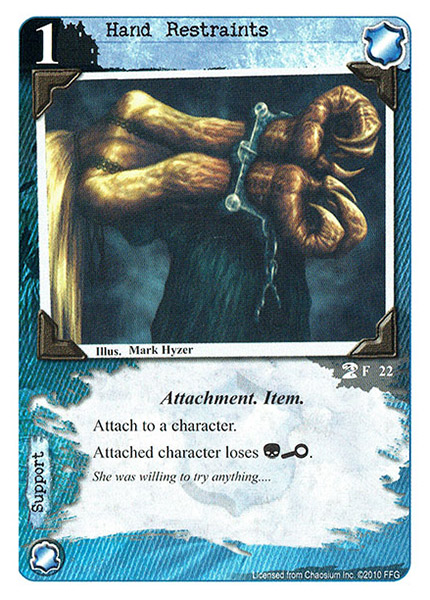 1
Hand Restraints
Illus. Mark Hyzer
F 22
Attachment. Item.
Attach to a character.
Attached character loses .
She was willing to try anything....
Support
Licensed from Chaosium Inc. ©2010 FFG